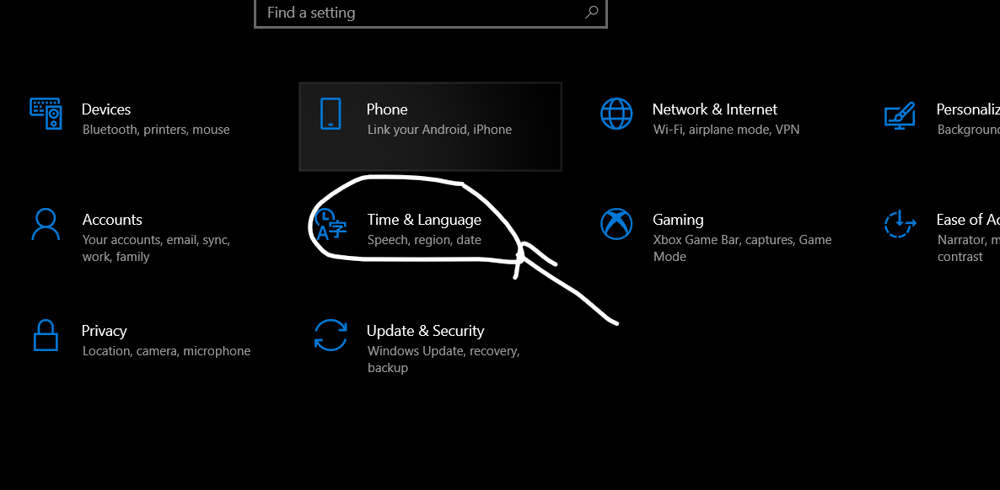 Find a setting
Devices
Bluetooth, printers, mouse
Phone
Link your Android, iPhone
Network & Internet
Wi-Fi, airplane mode, VPN
Personaliz
Background
Accounts
Your accounts, email, sync,
work, family
Time & Language
Speech, region, date
Gaming
Xbox Game Bar, captures, Game
Mode
Ease of Ac
Narrator, m
contrast
Privacy
Location, camera, microphone
Update & Security
Windows Update, recovery,
backup